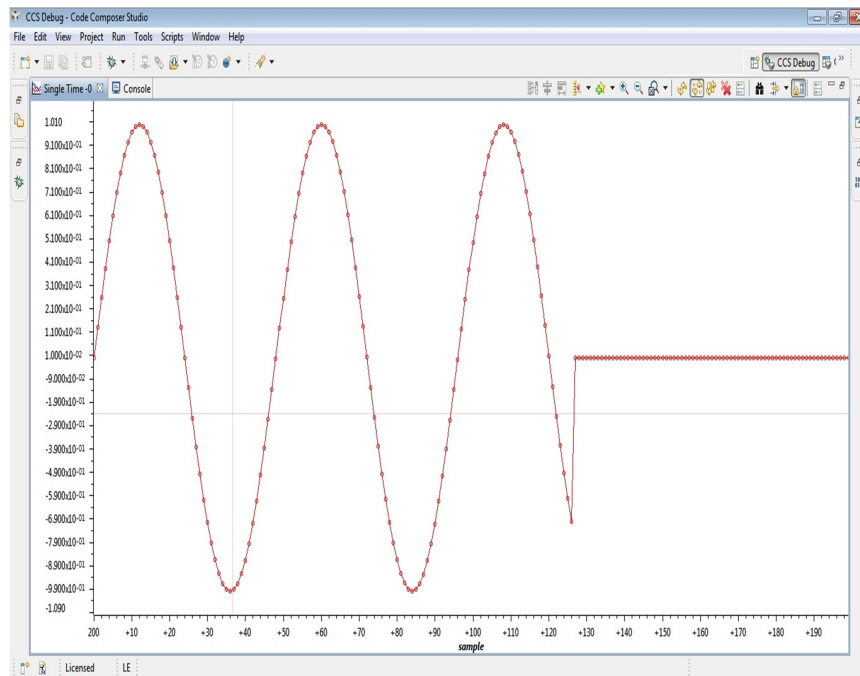 CCS Debug - Code Composer Studio
File Edit View Project Run Tools Scripts Window Help
CCS Debug
Single Time -0 Console
1.010
9.100x10-01
8.100x10-01
7.100x10-01
6.100x10-01
5.100x10-01
4.100x10-01
3.100x10-01
2.100x10-01
1.100x10-01
1.000x10-02
-9.000x10-02
-1.900x10-01
-2.900x10-01
-3.900x10-01
-4.900x10-01
-5.900x10-01
-6.900x10-01
-7.900x10-01
-8.900x10-01
-9.900x10-01
-1.090
200 +10 +20 +30 +40 +50 +60 +70 +80 +90 +100 +110 +120 +130 +140 +150 +160 +170 +180 +190
sample
Licensed LE